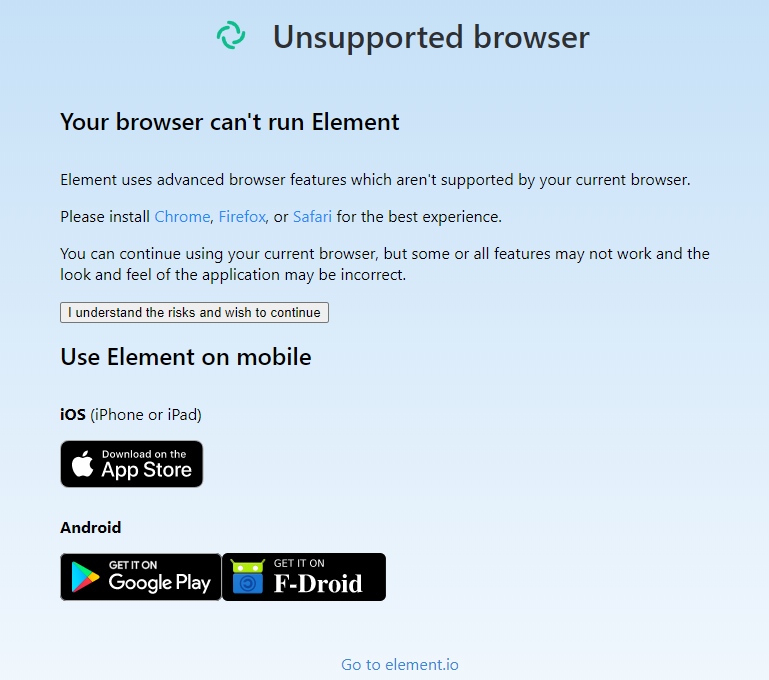 Unsupported browser
Your browser can't run Element
Element uses advanced browser features which aren't supported by your current browser.
Please install Chrome, Firefox, or Safari for the best experience.
You can continue using your current browser, but some or all features may not work and the
look and feel of the application may be incorrect.
I understand the risks and wish to continue
Use Element on mobile
iOS (iPhone or iPad)
Download on the
App Store
Android
GET IT ON
Google Play
GET IT ON
F-Droid
Go to element.io